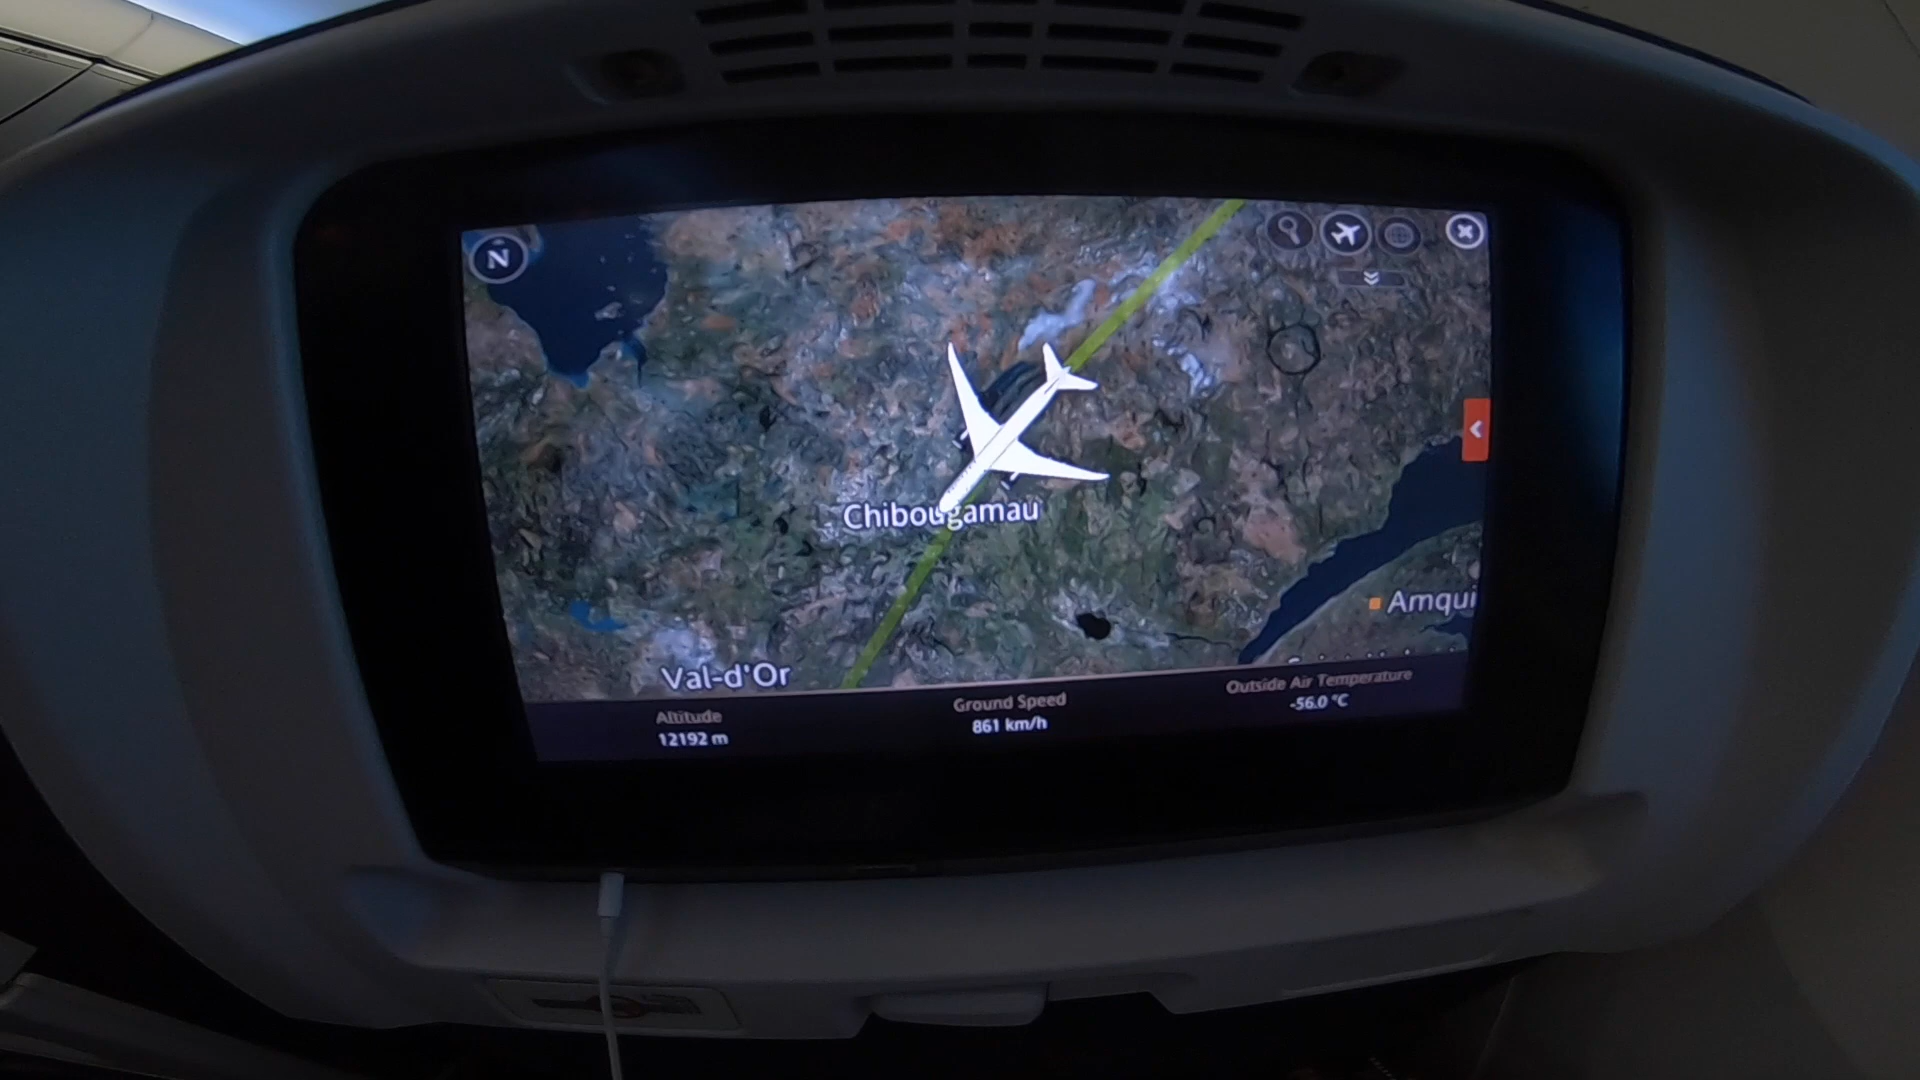 N
Chibougamau
Amqui
Val-d'Or
Altitude
12192 m
Ground Speed
861 km/h
Outside Air Temperature
-56.0 °C